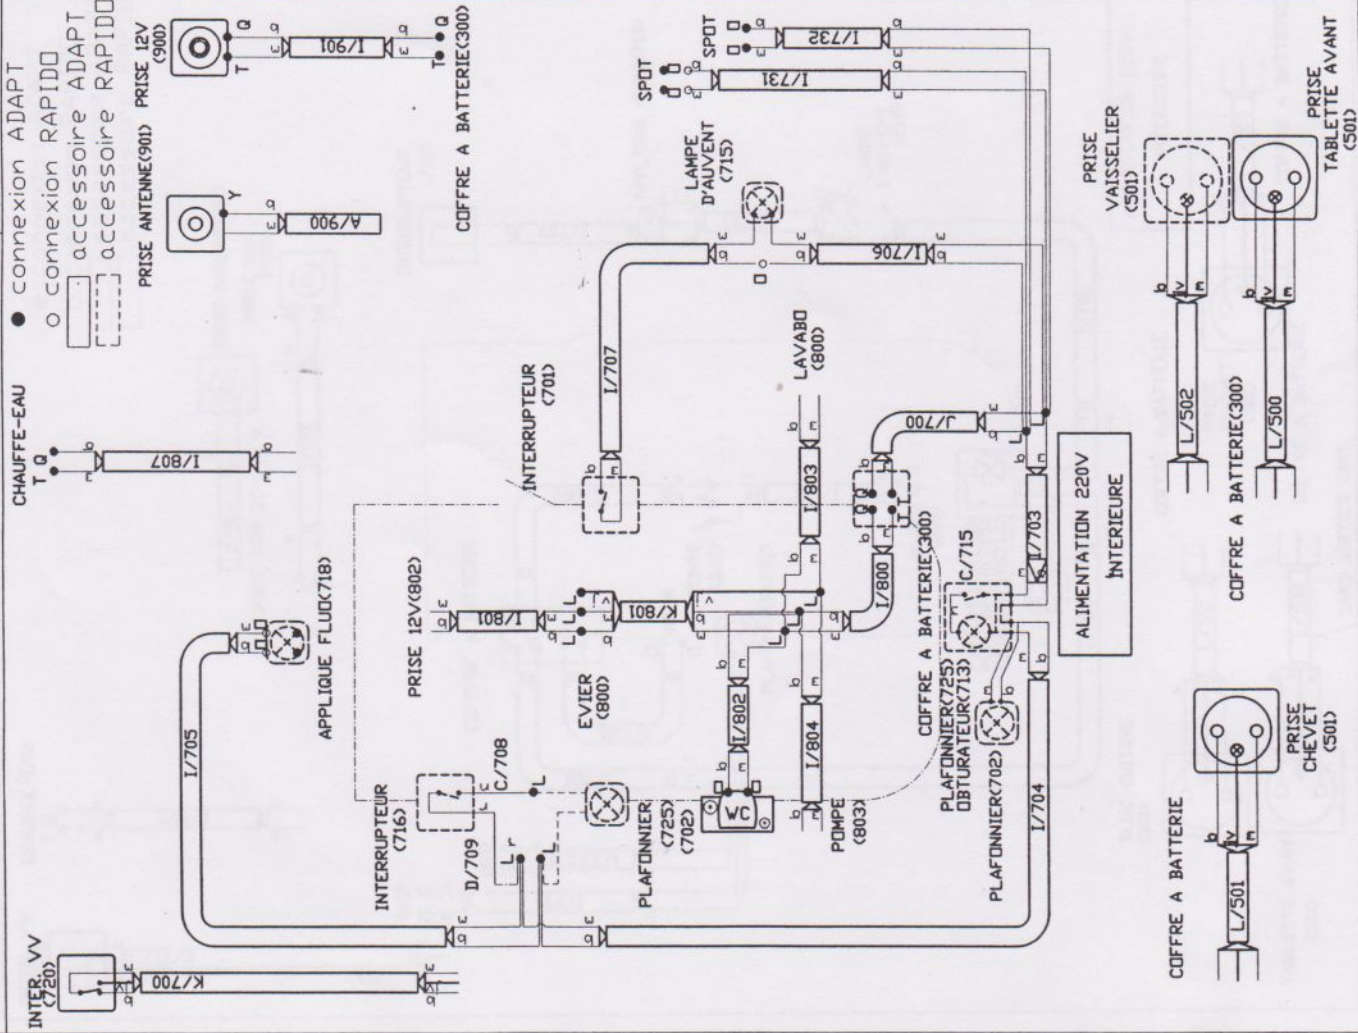 ● connexion ADAPT
○ connexion RAPIDO
accessoire ADAPT
accessoire RAPIDO
CHAUFFE-EAU
T Q
m b
I/807
m b
PRISE 12V
(900)
T Q
m b
I/901
m b
T Q
COFFRE A BATTERIE(300)
PRISE ANTENNE(901)
Y
m b
A/900
INTER. VV
(720)
b m
K/700
b m
I/705
b m
b m
APPLIQUE FLUO(718)
INTERRUPTEUR
(716)
D/709
C/708
L r
L
L
PLAFONNIER
(725)
(702)
b m
I/704
b m
PRISE 12V(802)
b m
I/801
b m
L L L
K/801
EVIER
(800)
WC
I/802
b m
L L L
POMPE
(803)
b m
I/804
b m
b m
I/803
b m
LAVABO
(800)
b m
I/800
b m
Q Q
T T
COFFRE A BATTERIE(300)
b m
J/700
b m
L
INTERRUPTEUR
(701)
b m
I/707
b m
LAMPE
D'AUVENT
(715)
b m
I/706
b m
SPOT
b m
I/731
b m
SPOT
b m
I/732
b m
PLAFONNIER(725)
OBTURATEUR(713)
C/715
PLAFONNIER(702)
m b
I/703
b m
ALIMENTATION 220V
INTERIEURE
COFFRE A BATTERIE
L/501
b
jv
m
PRISE
CHEVET
(501)
COFFRE A BATTERIE(300)
L/502
b
jv
m
PRISE
VAISSELIER
(501)
L/500
b
jv
m
PRISE
TABLETTE AVANT
(501)